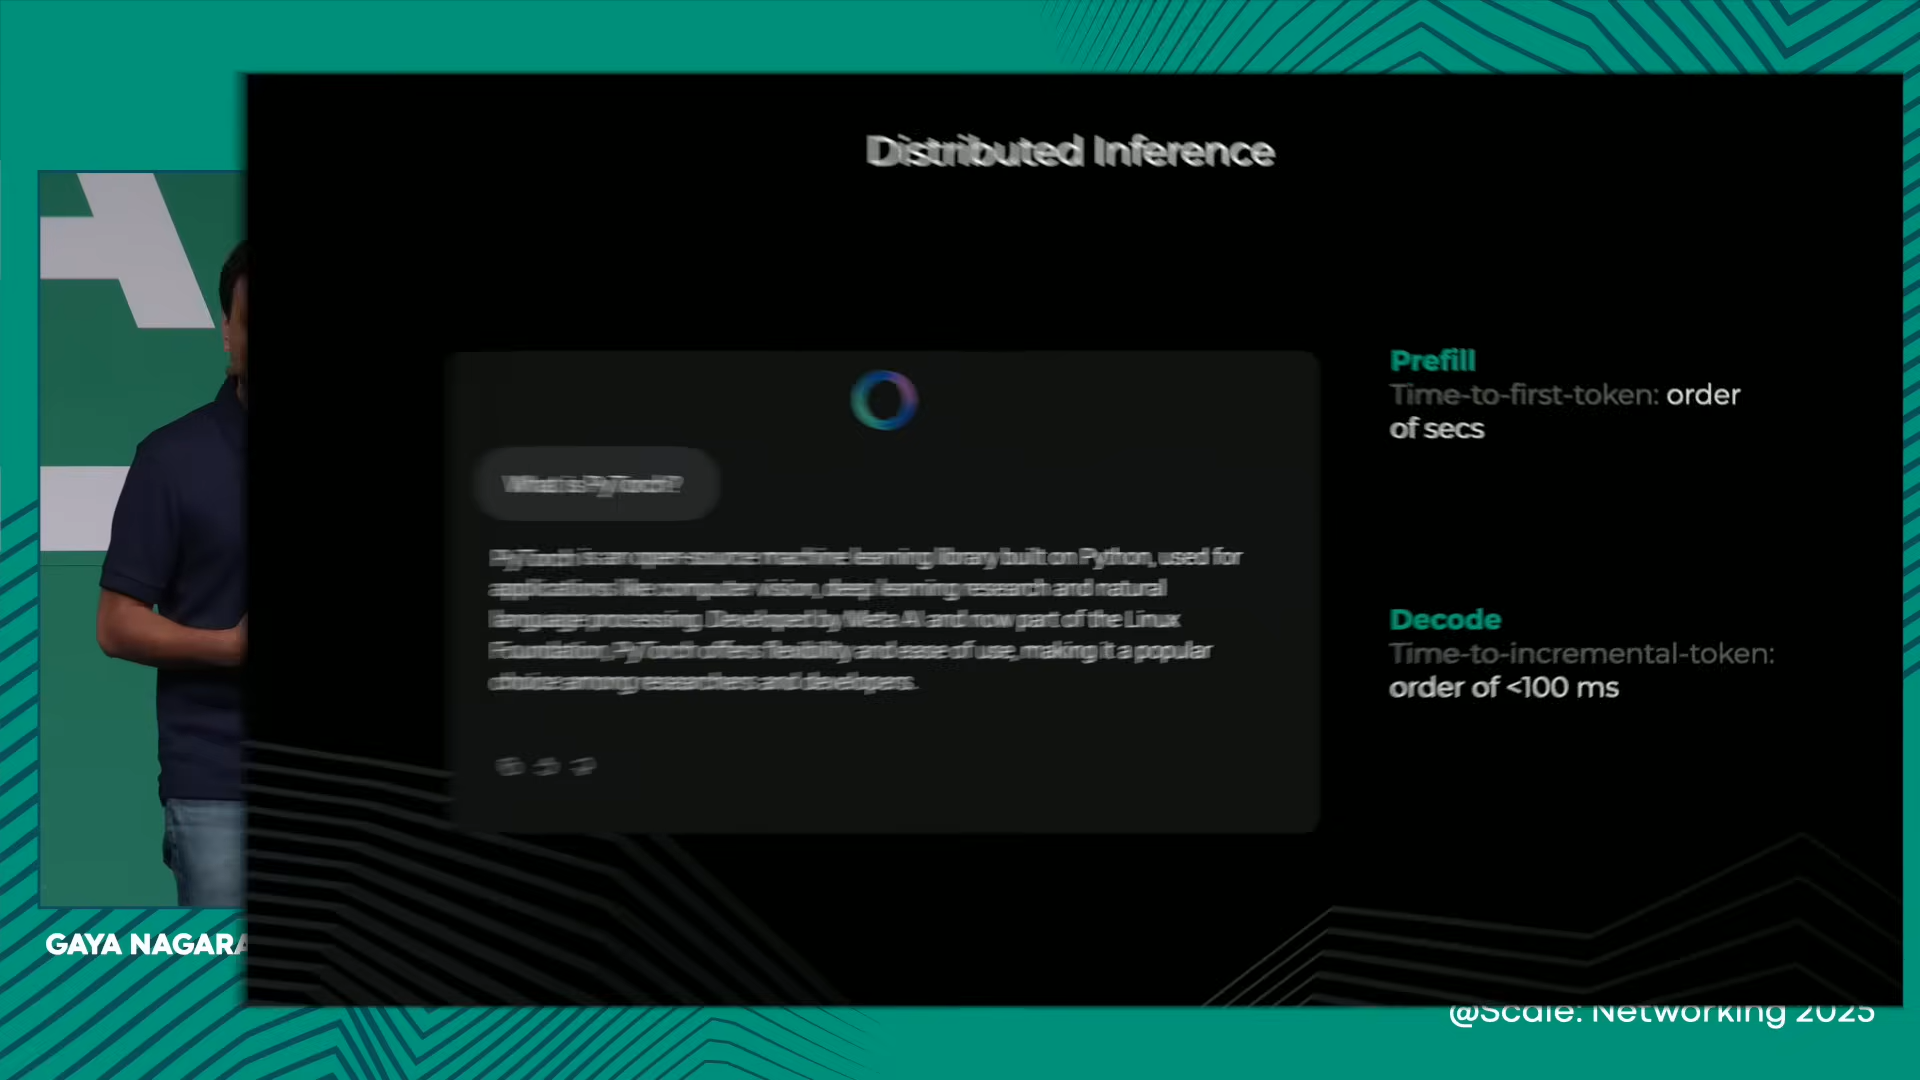 Distributed Inference
What is PyTorch?
PyTorch is an open-source machine learning library built on Python, used for
applications like computer vision, deep learning research and natural
language processing. Developed by Meta AI and now part of the Linux
Foundation, PyTorch offers flexibility and ease of use, making it a popular
choice among researchers and developers.
Prefill
Time-to-first-token: order
of secs
Decode
Time-to-incremental-token:
order of <100 ms
GAYA NAGARA
@Scale: Networking 2025